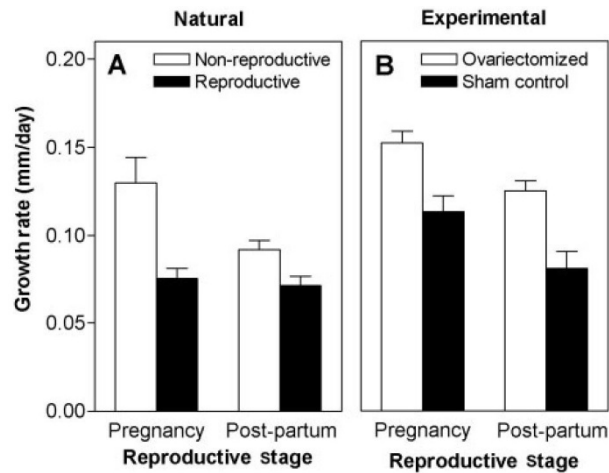 Natural
Experimental
Growth rate (mm/day)
0.20
0.15
0.10
0.05
0.00
A
Non-reproductive
Reproductive
Pregnancy Post-partum
Reproductive stage
B
Ovariectomized
Sham control
Pregnancy Post-partum
Reproductive stage